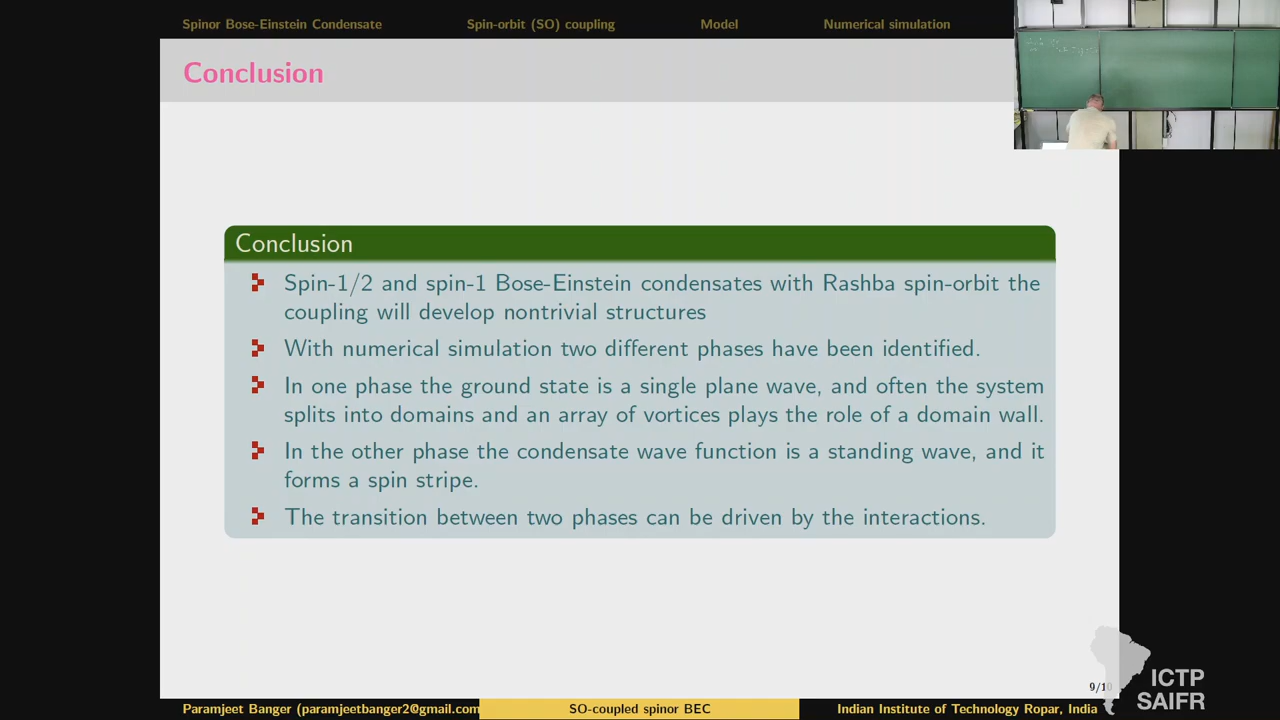 Spinor Bose-Einstein Condensate Spin-orbit (SO) coupling Model Numerical simulation
Conclusion
Conclusion
Spin-1/2 and spin-1 Bose-Einstein condensates with Rashba spin-orbit the
coupling will develop nontrivial structures
With numerical simulation two different phases have been identified.
In one phase the ground state is a single plane wave, and often the system
splits into domains and an array of vortices plays the role of a domain wall.
In the other phase the condensate wave function is a standing wave, and it
forms a spin stripe.
The transition between two phases can be driven by the interactions.
9/10
ICTP
SAIFR
Paramjeet Banger (paramjeetbanger2@gmail.com SO-coupled spinor BEC Indian Institute of Technology Ropar, India